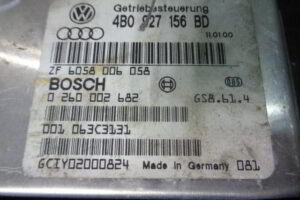 Getriebesteuerung
4B0 927 156 BD
11.01.00
ZF 6058 006 058
BOSCH
0 260 002 682
GS8.61.4
001 063C3131
GCIY02000824 Made in Germany 081